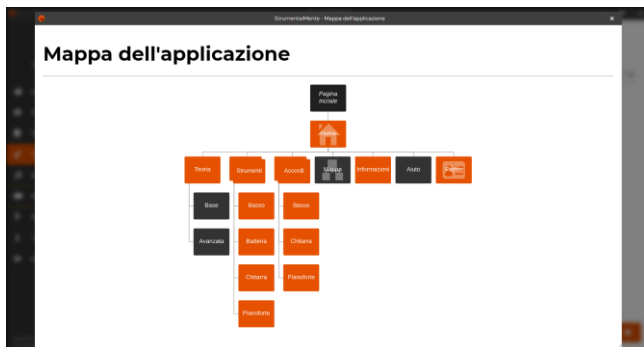 StrumentalMente - Mappa dell'applicazione
Mappa dell'applicazione
Pagina
iniziale
Home
Teoria
Strumenti
Accordi
Mappa
Informazioni
Aiuto
Base
Basso
Basso
Avanzata
Batteria
Chitarra
Chitarra
Pianoforte
Pianoforte